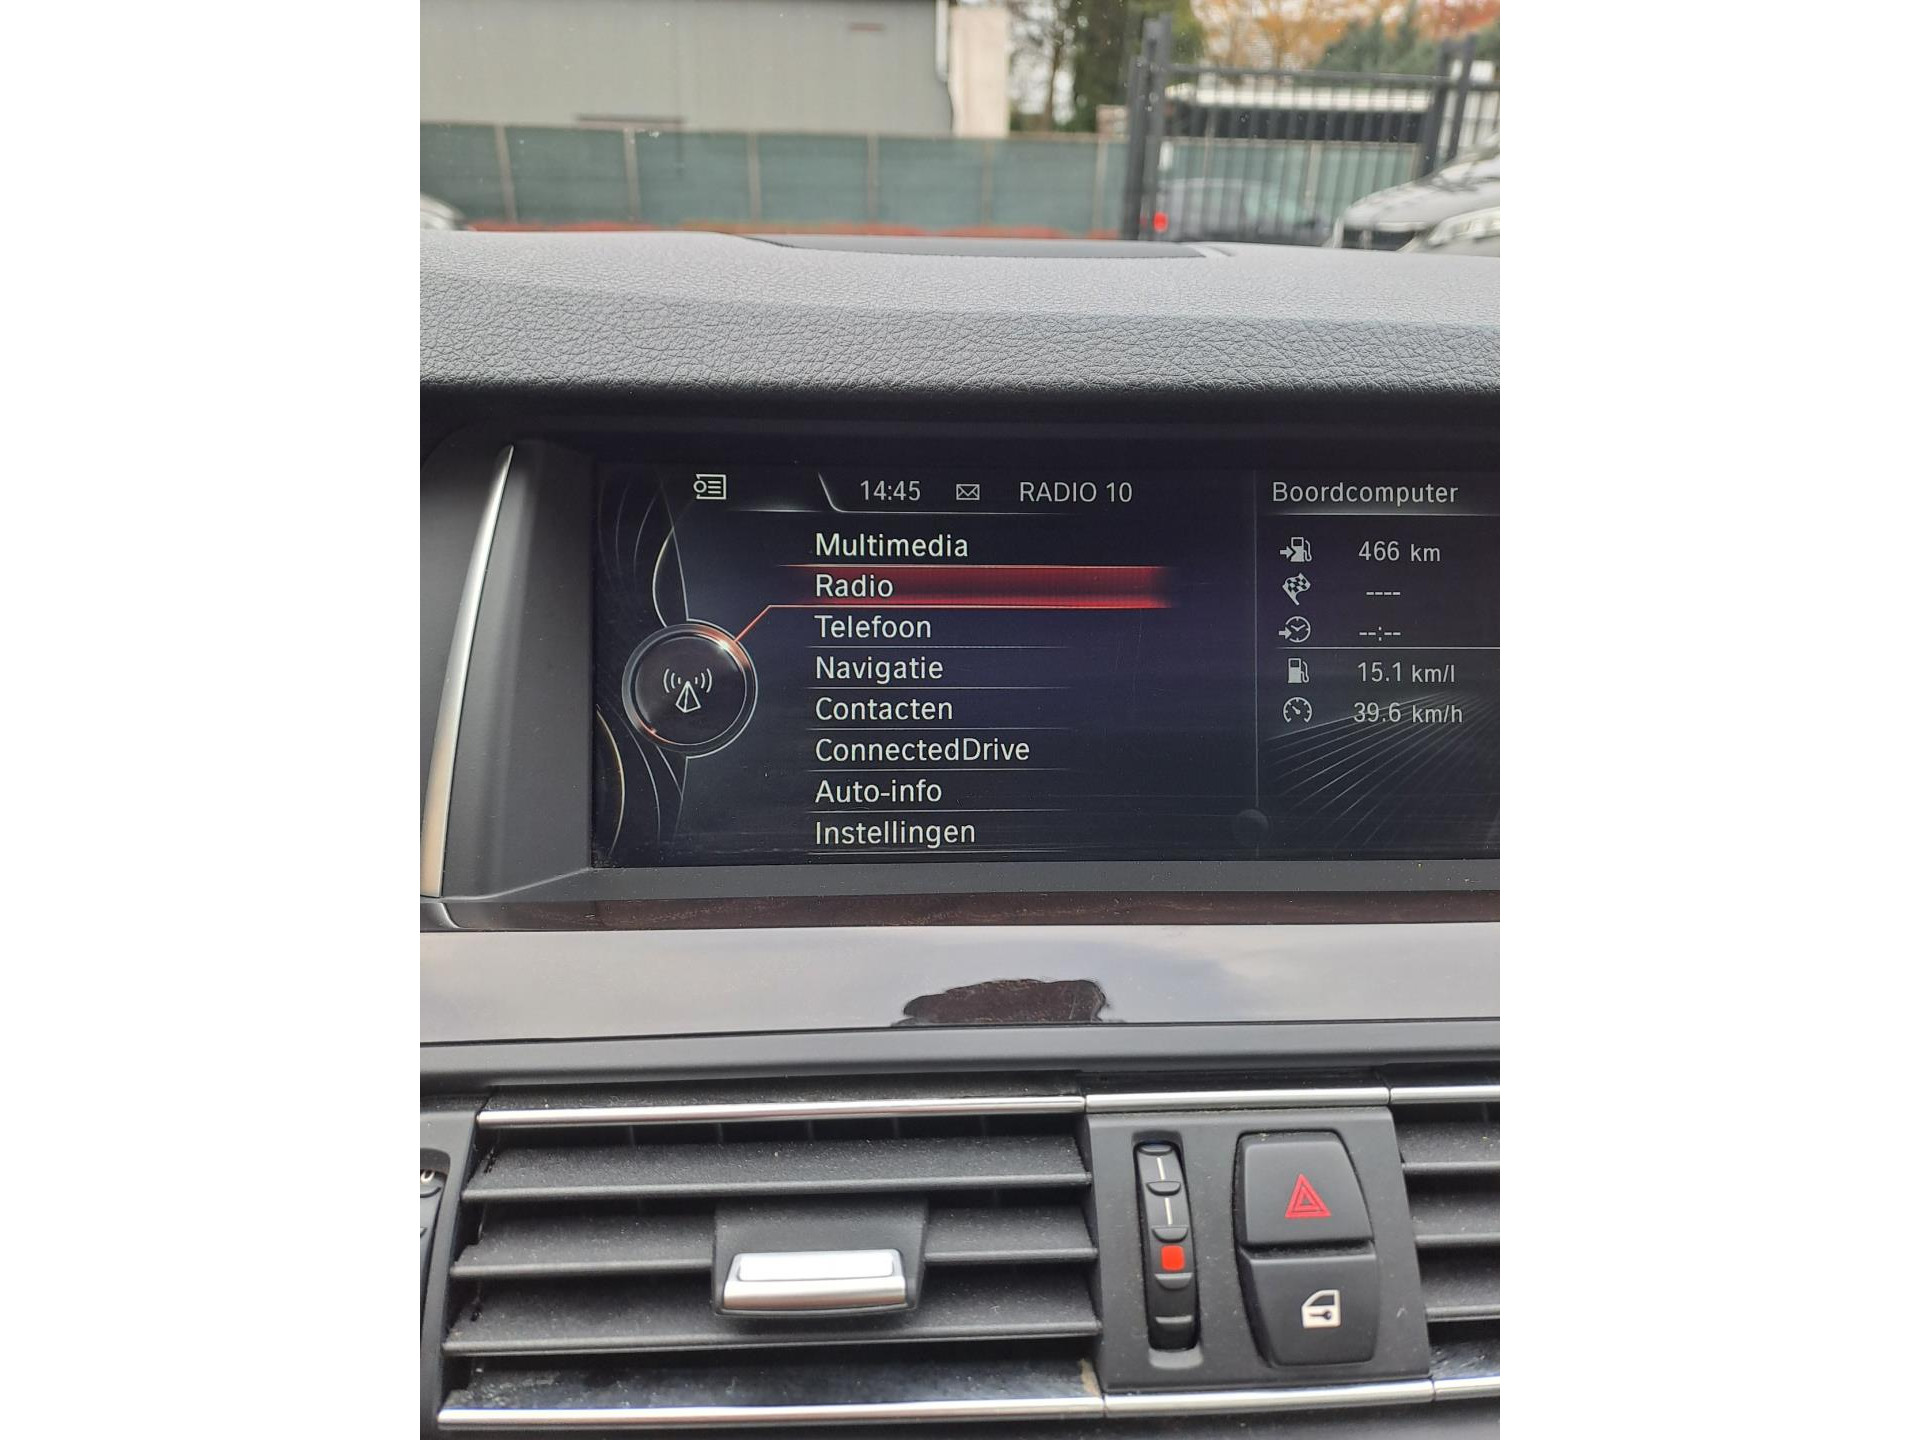 14:45 RADIO 10
Multimedia
Radio
Telefoon
Navigatie
Contacten
ConnectedDrive
Auto-info
Instellingen
Boordcomputer
466 km
----
--:--
15.1 km/l
39.6 km/h